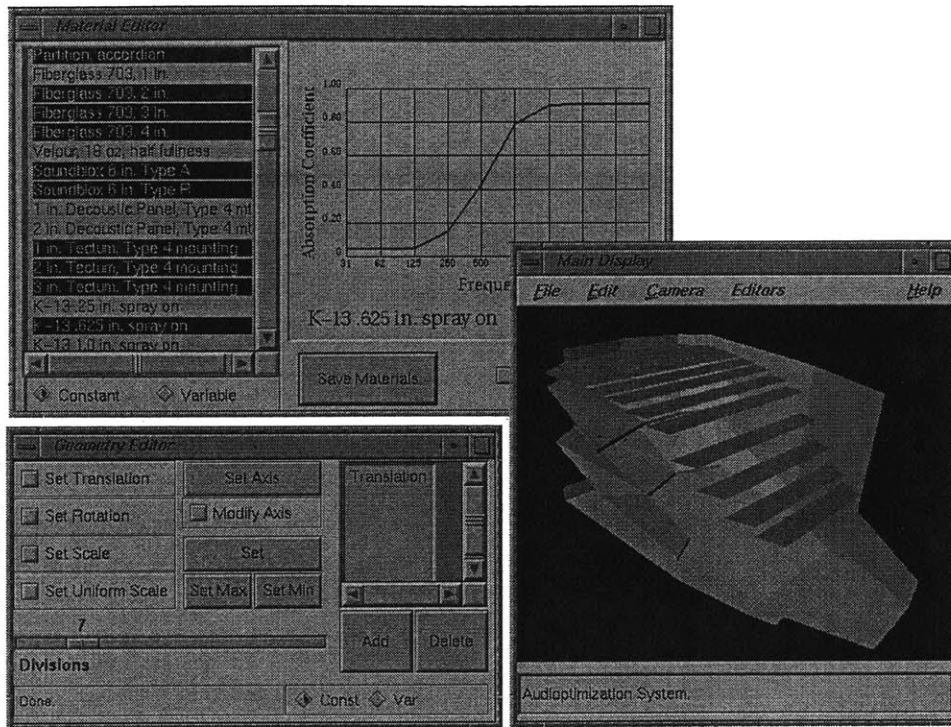 Material Editor
Partition, accordian
Fiberglass 703, 1 in.
Fiberglass 703, 2 in.
Fiberglass 703, 3 in.
Fiberglass 703, 4 in.
Velour, 18 oz, half fullness
Soundblox 6 in. Type A
Soundblox 6 in. Type B
1 in. Decoustic Panel, Type 4 mt
2 in. Decoustic Panel, Type 4 mt
1 in. Tectum, Type 4 mounting
2 in. Tectum, Type 4 mounting
3 in. Tectum, Type 4 mounting
K-13 .25 in. spray on
K-13 .625 in. spray on
K-13 1.0 in. spray on
Constant
Variable
Absorption Coefficient
1.00
0.80
0.60
0.40
0.20
0
31 62 125 250 500
Freque
K-13 .625 in. spray on
Save Materials
Main Display
File Edit Camera Editors Help
Audioptimization System.
Geometry Editor
Set Translation
Set Rotation
Set Scale
Set Uniform Scale
Set Axis
Modify Axis
Set
Set Max
Set Min
Translation
7
Divisions
Add
Delete
Done.
Const
Var